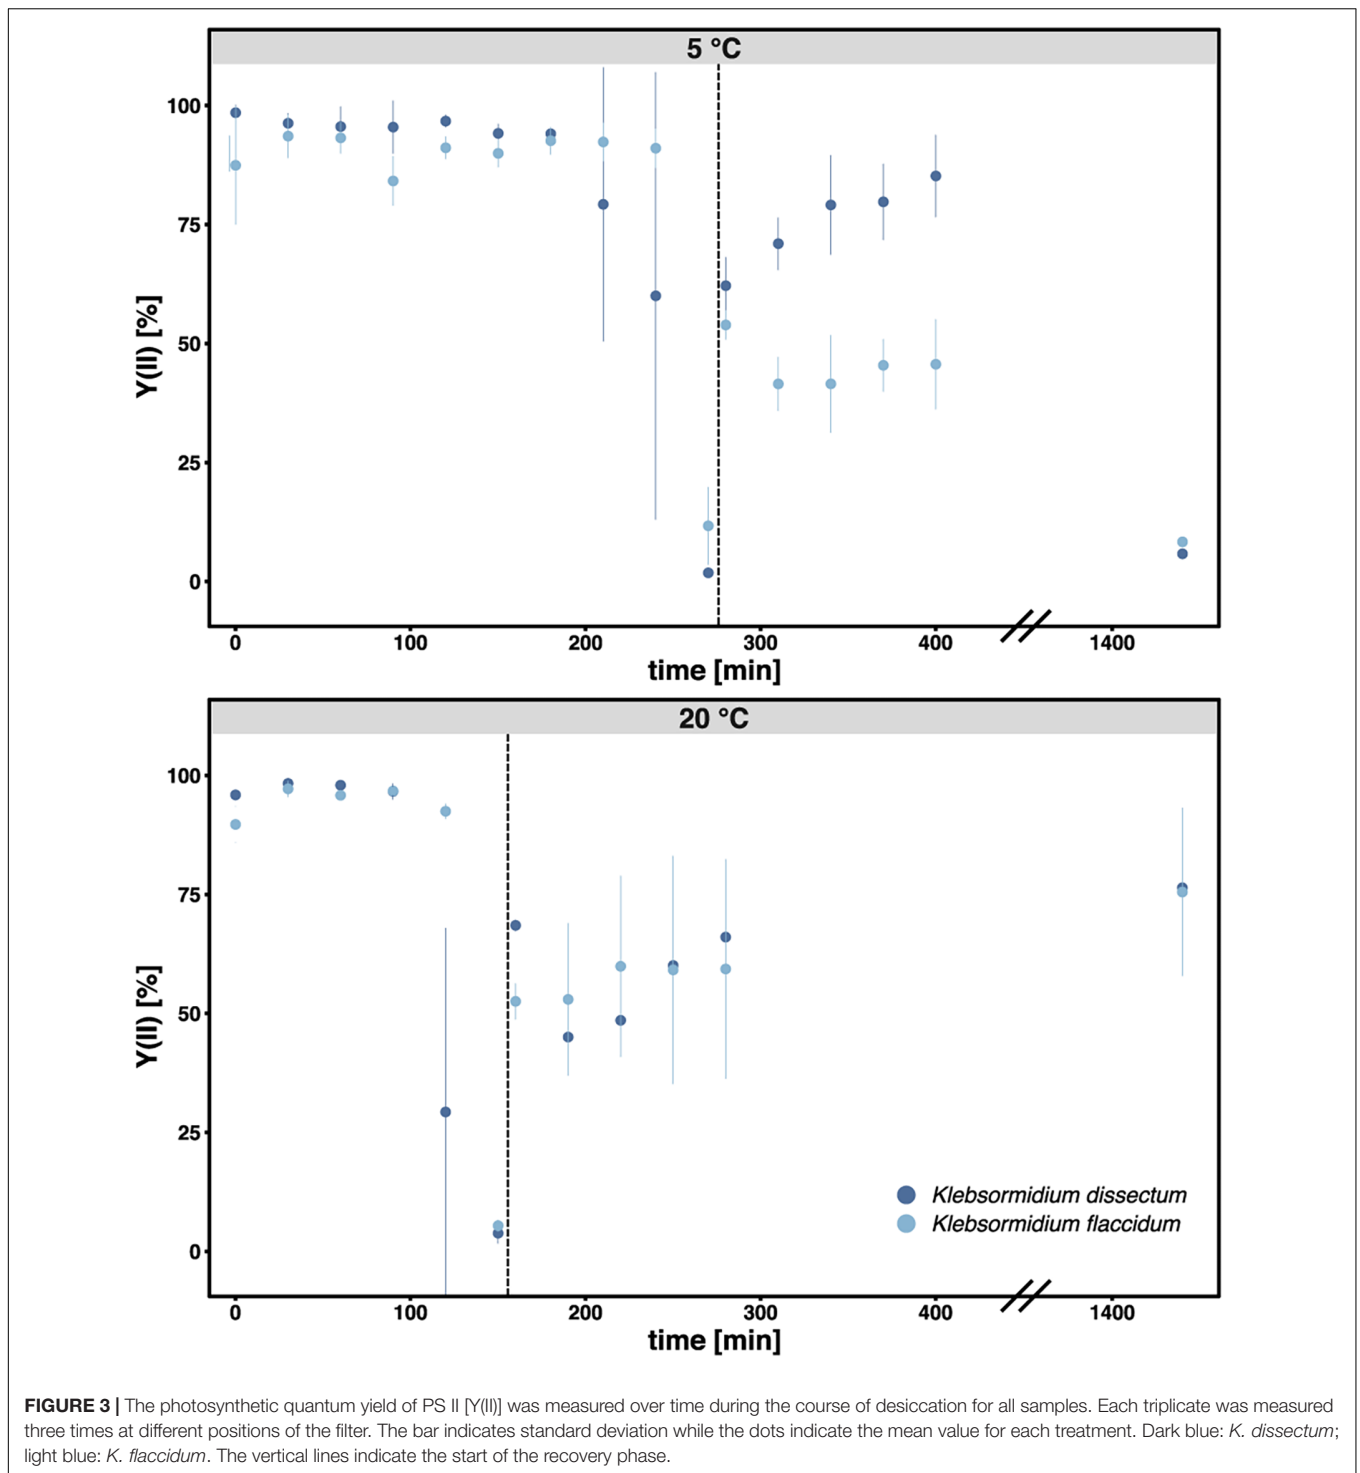 5 °C
100
75
50
25
0
Y(II) [%]
0 100 200 300 400 1400
time [min]
20 °C
100
75
50
25
0
Y(II) [%]
Klebsormidium dissectum
Klebsormidium flaccidum
0 100 200 300 400 1400
time [min]
FIGURE 3 | The photosynthetic quantum yield of PS II [Y(II)] was measured over time during the course of desiccation for all samples. Each triplicate was measured
three times at different positions of the filter. The bar indicates standard deviation while the dots indicate the mean value for each treatment. Dark blue: K. dissectum;
light blue: K. flaccidum. The vertical lines indicate the start of the recovery phase.